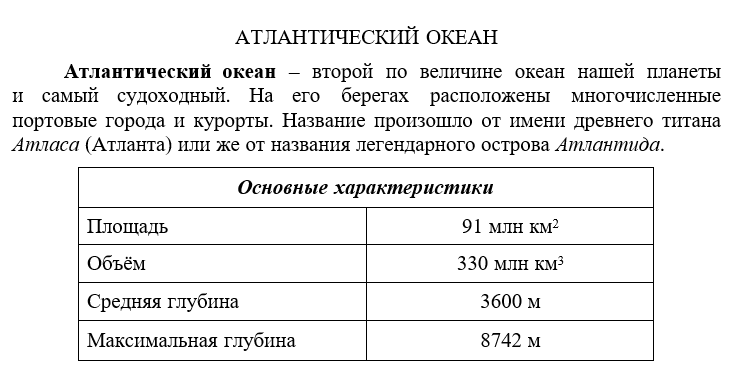 АТЛАНТИЧЕСКИЙ ОКЕАН
Атлантический океан – второй по величине океан нашей планеты
и самый судоходный. На его берегах расположены многочисленные
портовые города и курорты. Название произошло от имени древнего титана
Атласа (Атланта) или же от названия легендарного острова Атлантида.
Основные характеристики
Площадь 91 млн км²
Объём 330 млн км³
Средняя глубина 3600 м
Максимальная глубина 8742 м